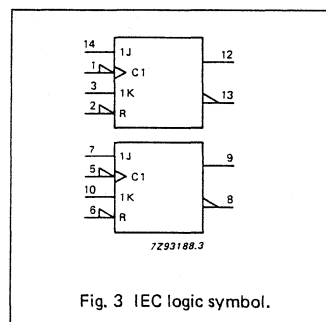 14 1J 12
1 C1
3 1K 13
2 R
7 1J 9
5 C1
10 1K 8
6 R
7Z93188.3
Fig. 3 IEC logic symbol.